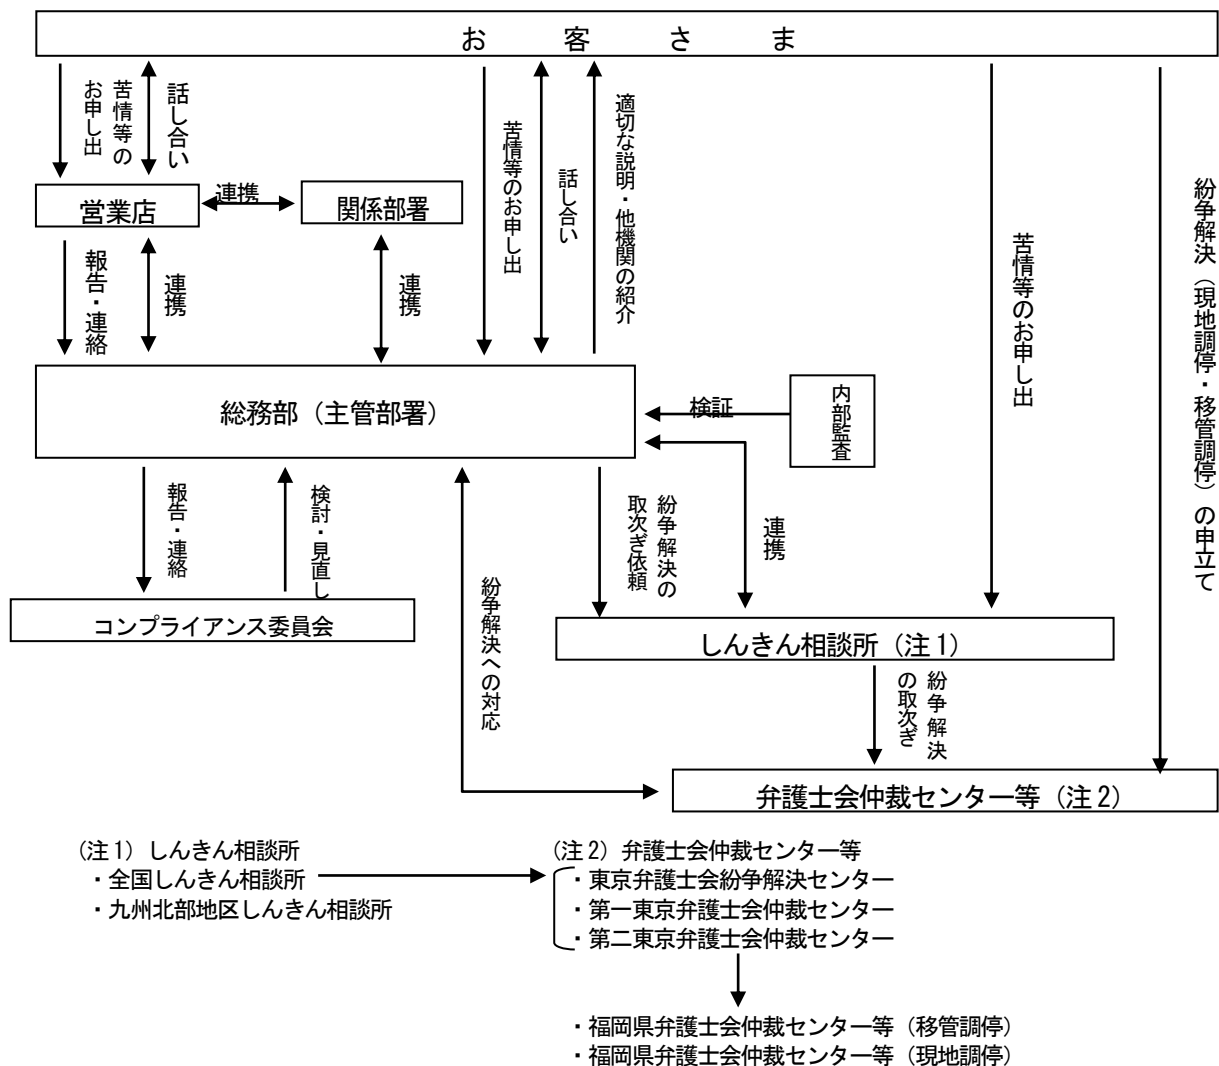 お客さま
苦情等の
お申し出
話し合い
苦情等のお申し出
話し合い
適切な説明・他機関の紹介
苦情等のお申し出
紛争解決（現地調停・移管調停）の申立て
営業店
連携
関係部署
報告・連絡
連携
連携
総務部（主管部署）
検証
内部監査
報告・連絡
検討・見直し
紛争解決への対応
紛争解決の
取次ぎ依頼
連携
コンプライアンス委員会
しんきん相談所（注１）
紛争解決
の取次ぎ
弁護士会仲裁センター等（注２）
（注１）しんきん相談所
・全国しんきん相談所
・九州北部地区しんきん相談所
（注２）弁護士会仲裁センター等
・東京弁護士会紛争解決センター
・第一東京弁護士会仲裁センター
・第二東京弁護士会仲裁センター
・福岡県弁護士会仲裁センター等（移管調停）
・福岡県弁護士会仲裁センター等（現地調停）